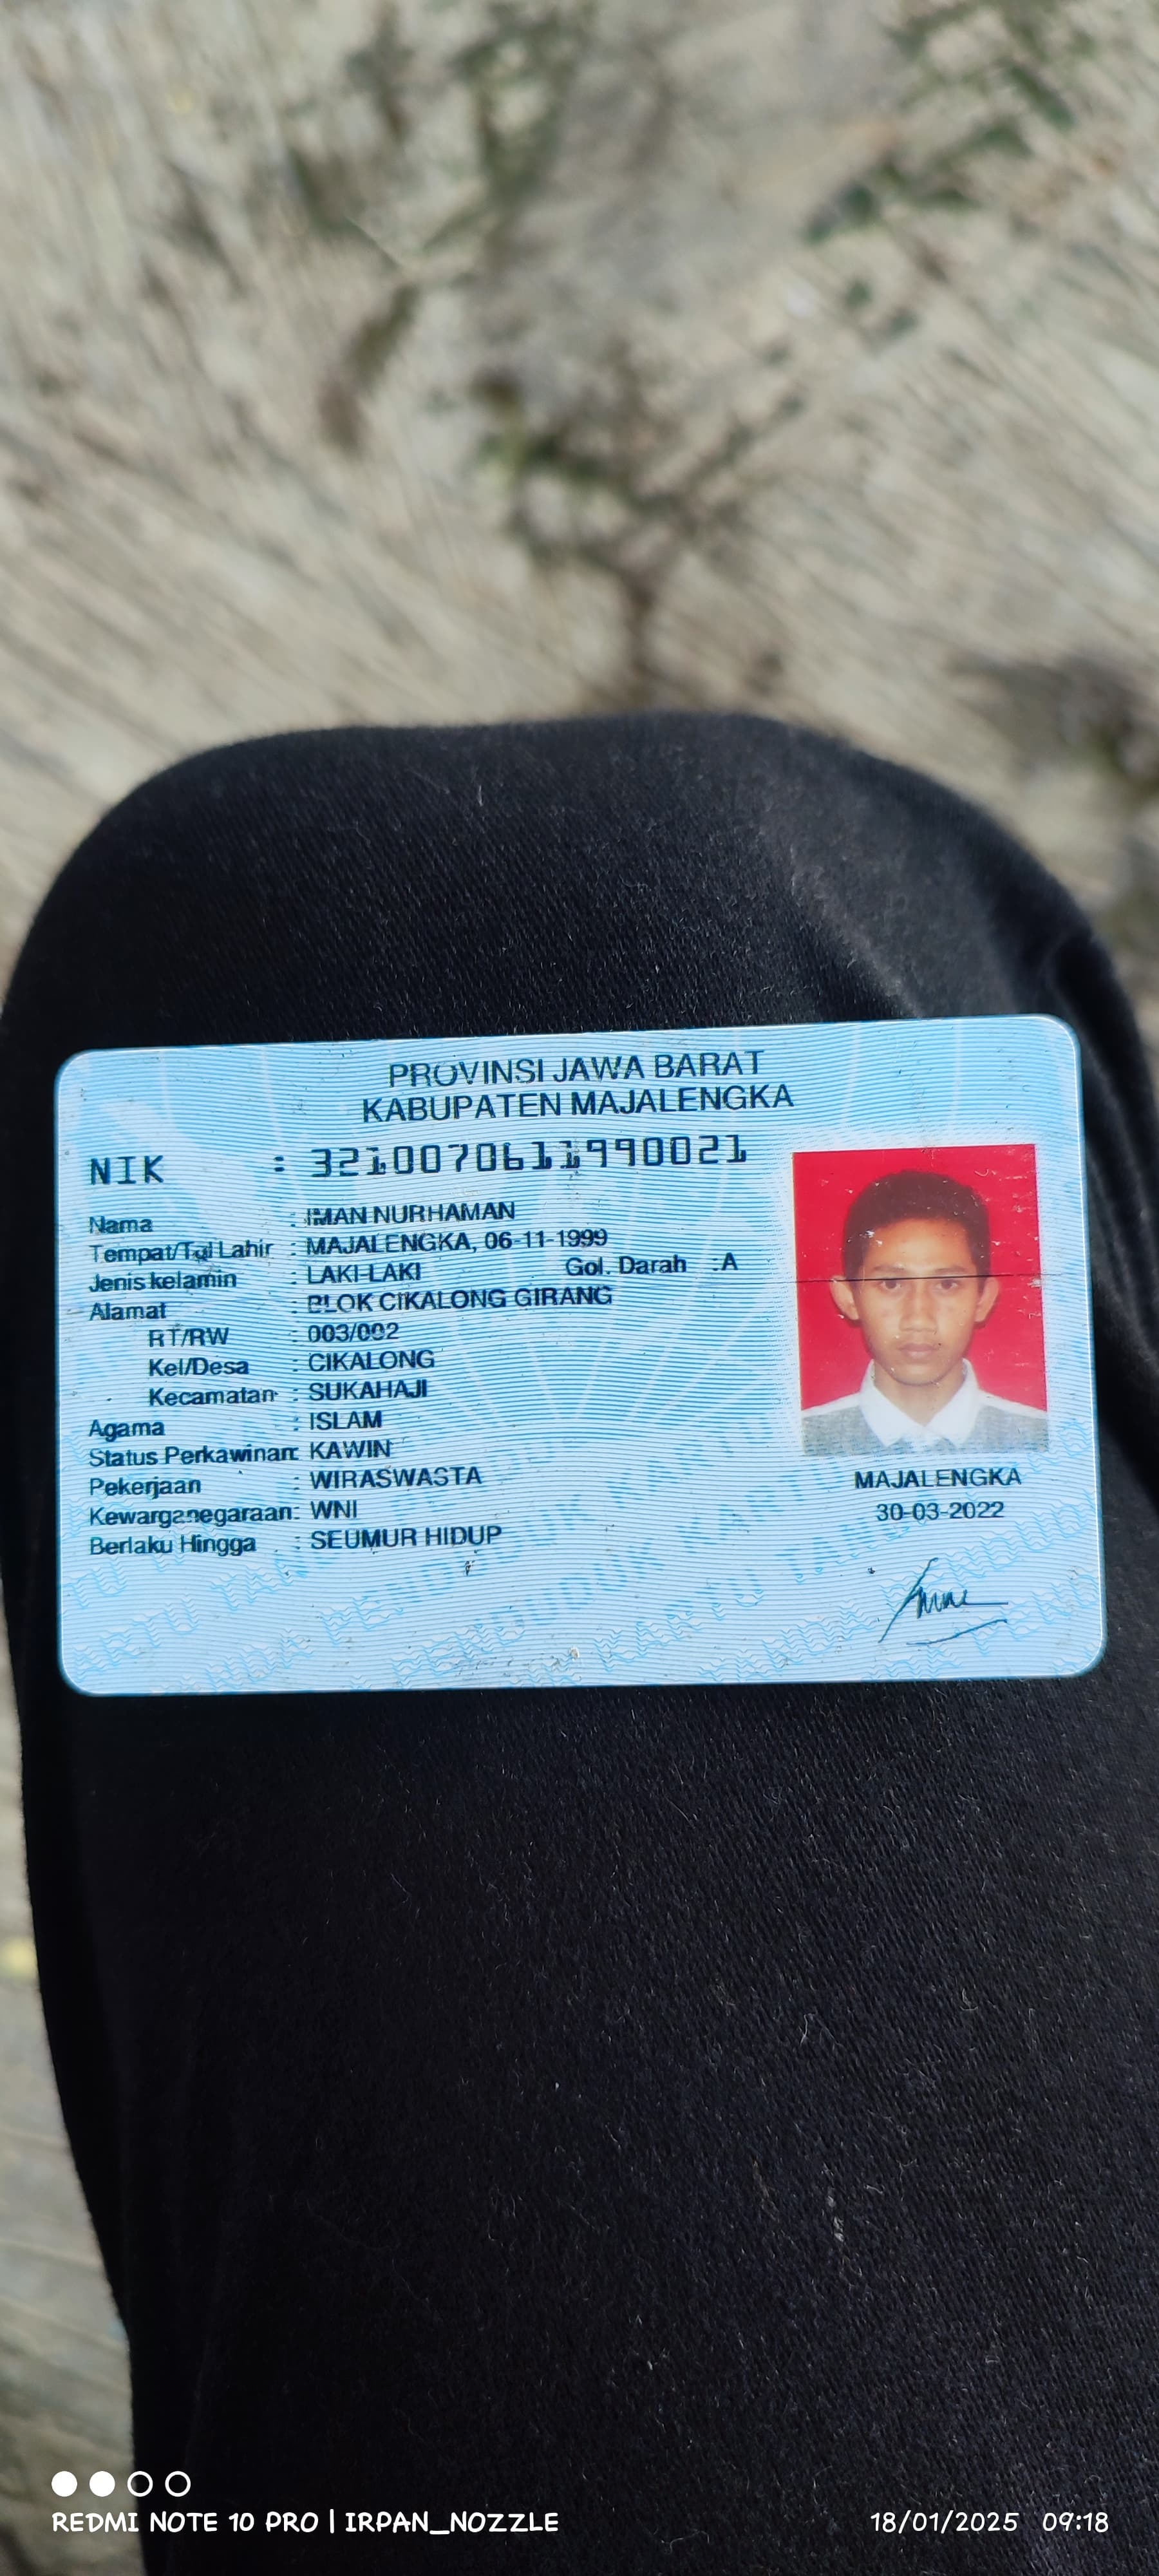 PROVINSI JAWA BARAT
KABUPATEN MAJALENGKA
NIK : 3210070611990021
Nama : IMAN NURHAMAN
Tempat/Tgl Lahir : MAJALENGKA, 06-11-1999
Jenis kelamin : LAKI-LAKI Gol. Darah : A
Alamat : BLOK CIKALONG GIRANG
RT/RW : 003/002
Kel/Desa : CIKALONG
Kecamatan : SUKAHAJI
Agama : ISLAM
Status Perkawinan: KAWIN
Pekerjaan : WIRASWASTA
Kewarganegaraan: WNI
Berlaku Hingga : SEUMUR HIDUP
MAJALENGKA
30-03-2022
REDMI NOTE 10 PRO | IRPAN_NOZZLE
18/01/2025 09:18